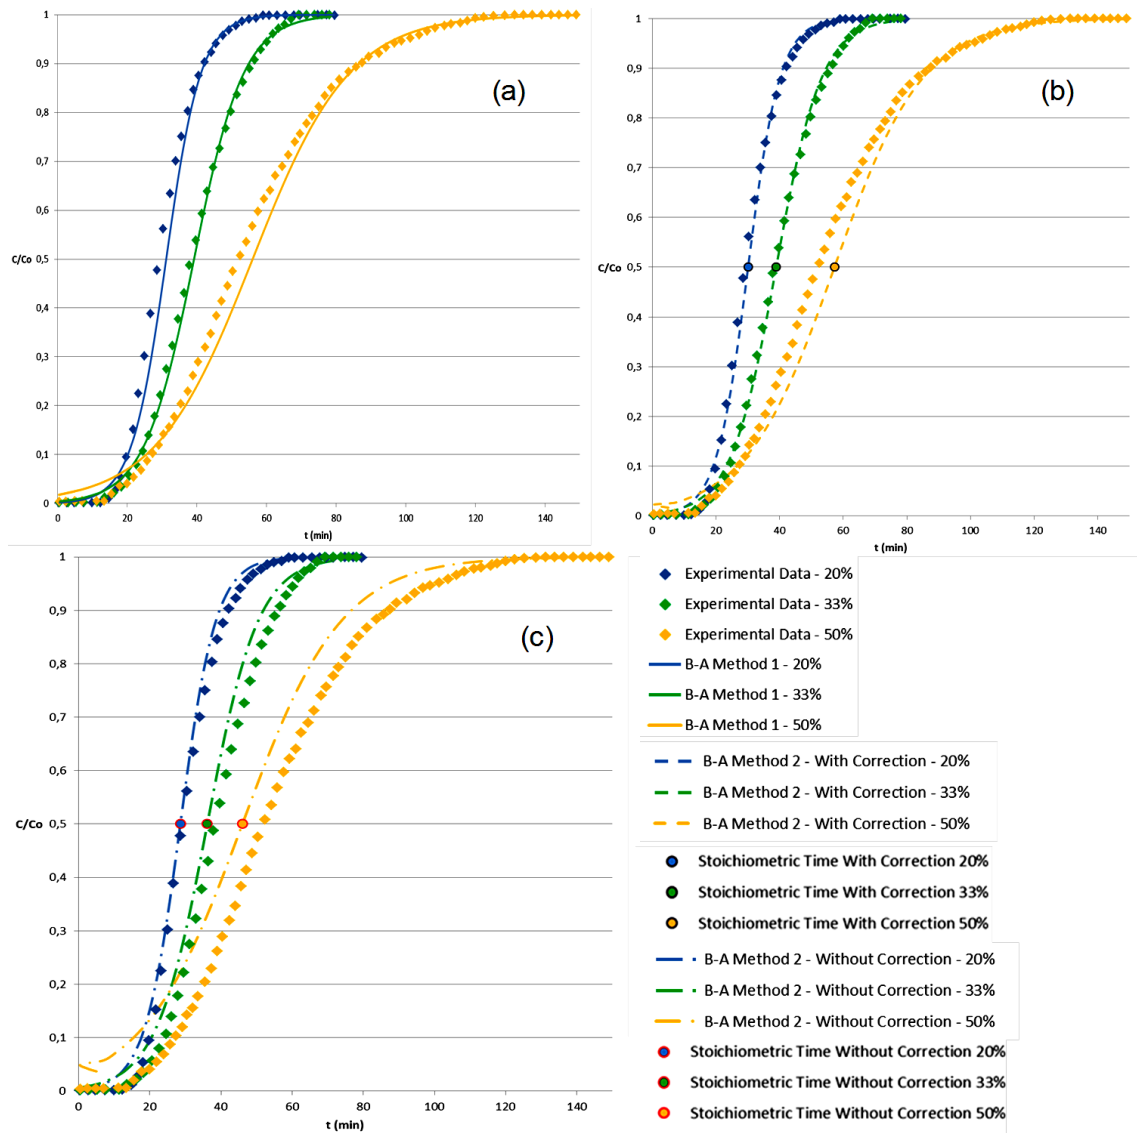 (a)
1
0,9
0,8
0,7
0,6
C/Co 0,5
0,4
0,3
0,2
0,1
0
0 20 40 60 80 100 120 140
t (min)
(b)
1
0,9
0,8
0,7
0,6
C/Co 0,5
0,4
0,3
0,2
0,1
0
0 20 40 60 80 100 120 140
t (min)
(c)
1
0,9
0,8
0,7
0,6
C/Co 0,5
0,4
0,3
0,2
0,1
0
0 20 40 60 80 100 120 140
t (min)
Experimental Data - 20%
Experimental Data - 33%
Experimental Data - 50%
B-A Method 1 - 20%
B-A Method 1 - 33%
B-A Method 1 - 50%
B-A Method 2 - With Correction - 20%
B-A Method 2 - With Correction - 33%
B-A Method 2 - With Correction - 50%
Stoichiometric Time With Correction 20%
Stoichiometric Time With Correction 33%
Stoichiometric Time With Correction 50%
B-A Method 2 - Without Correction - 20%
B-A Method 2 - Without Correction - 33%
B-A Method 2 - Without Correction - 50%
Stoichiometric Time Without Correction 20%
Stoichiometric Time Without Correction 33%
Stoichiometric Time Without Correction 50%